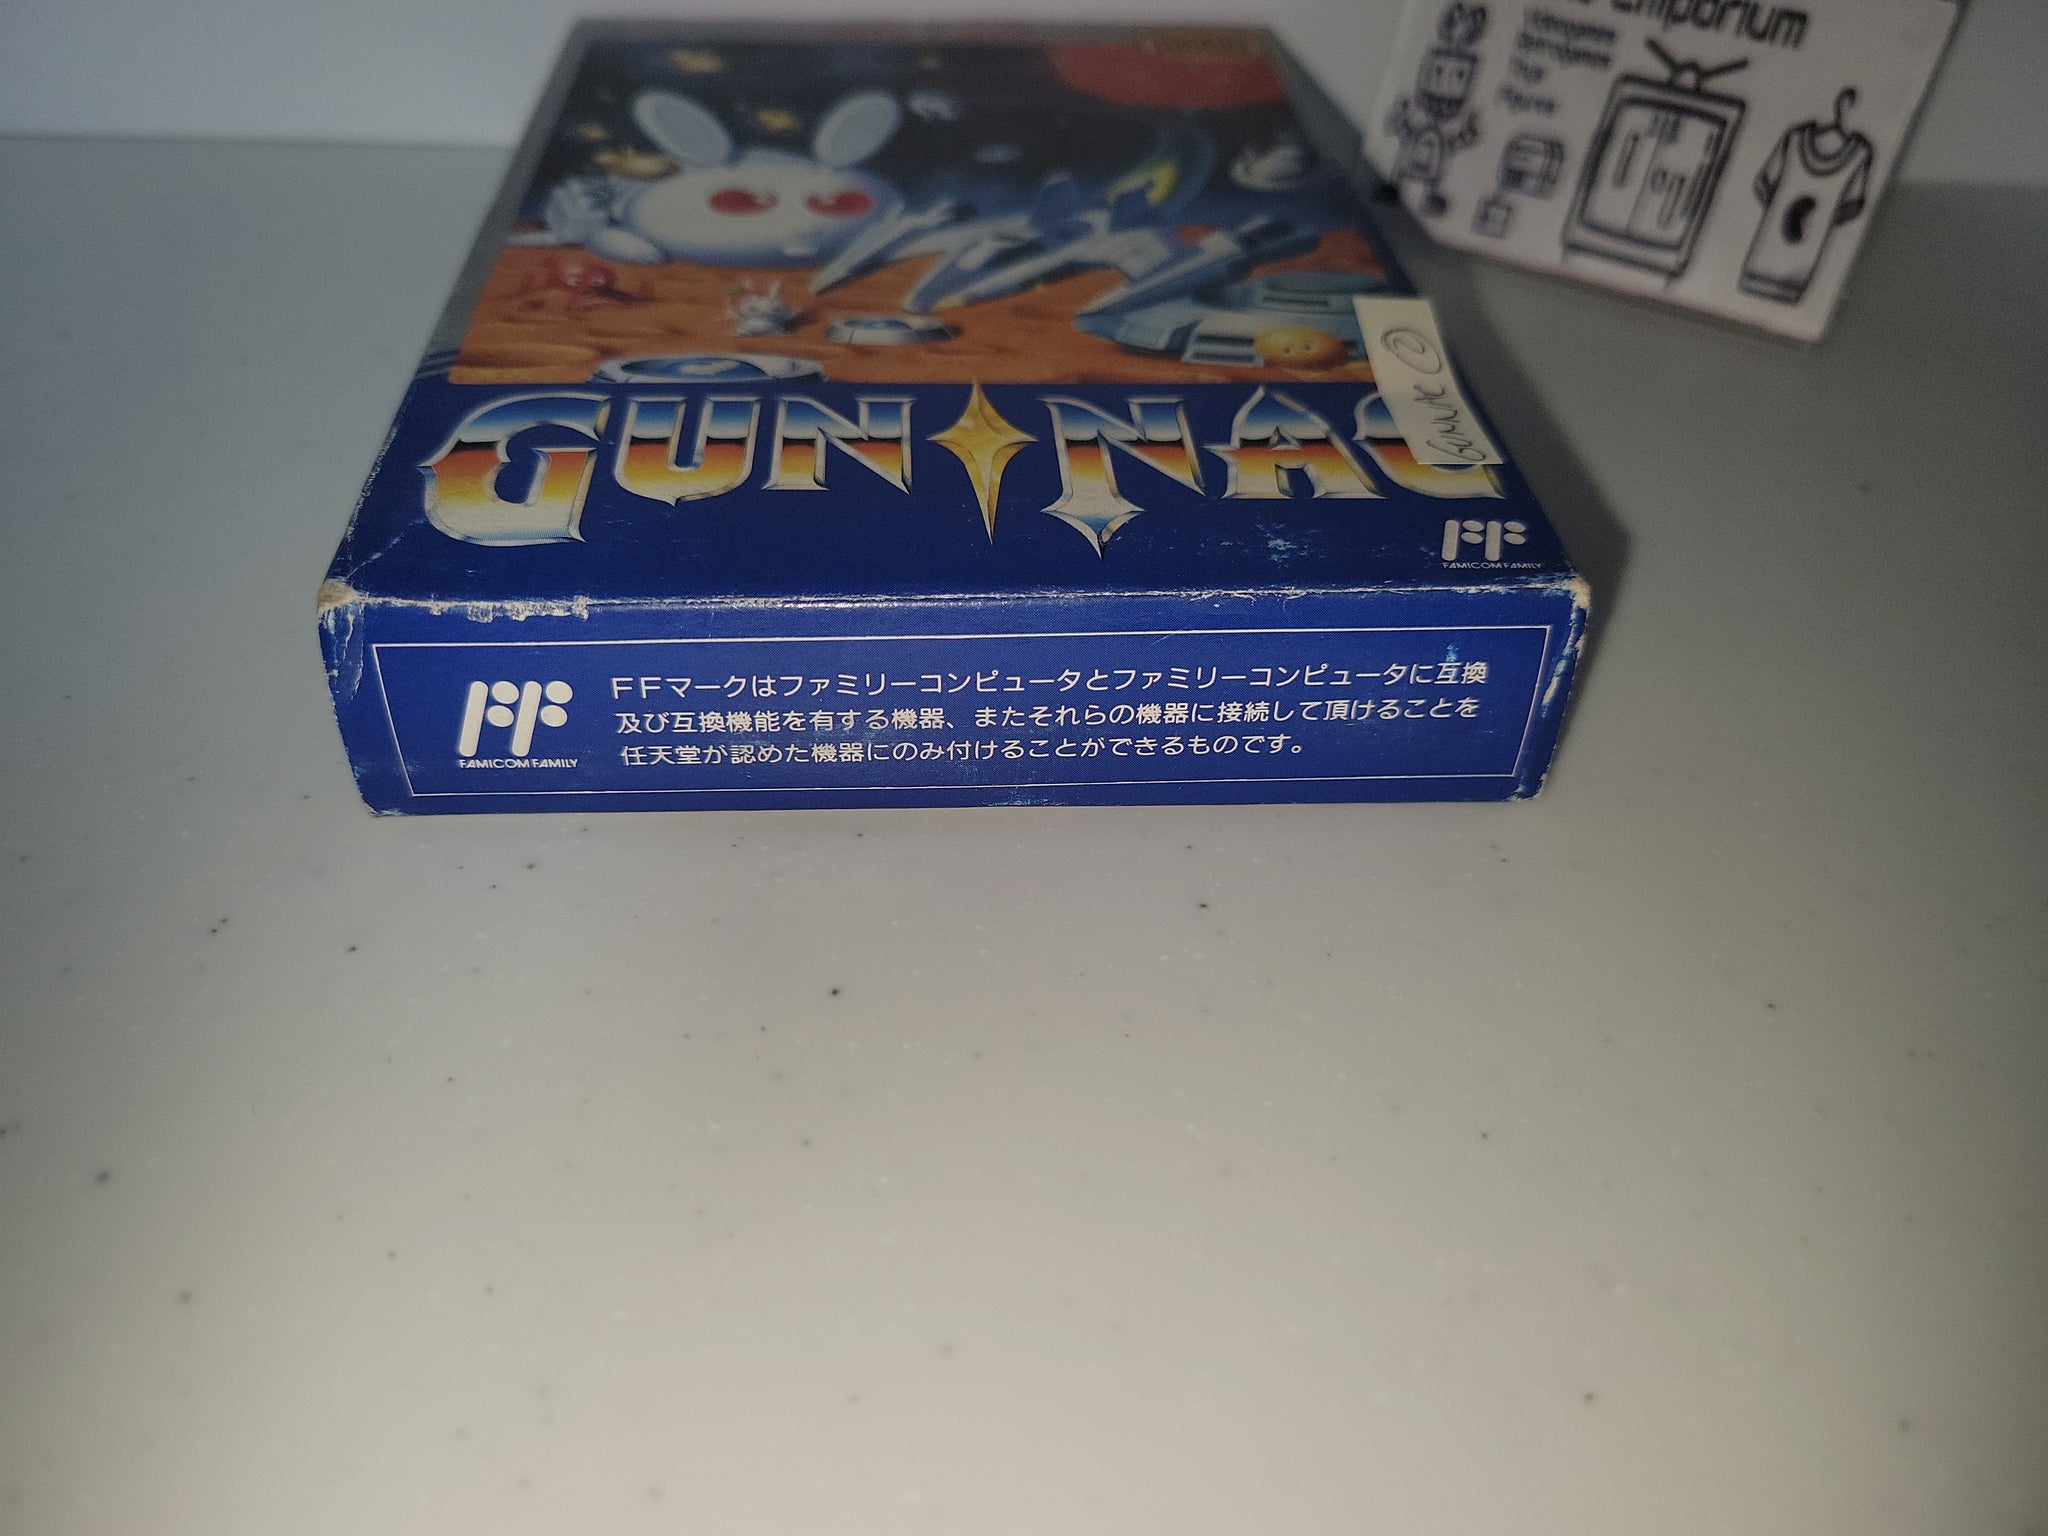 Emporium
GUN NAC
GUNNAC 2
FF
FAMICOM FAMILY
FF
FAMICOM FAMILY
FFマークはファミリーコンピュータとファミリーコンピュータに互換
及び互換機能を有する機器、またそれらの機器に接続して頂けることを
任天堂が認めた機器にのみ付けることができるものです。